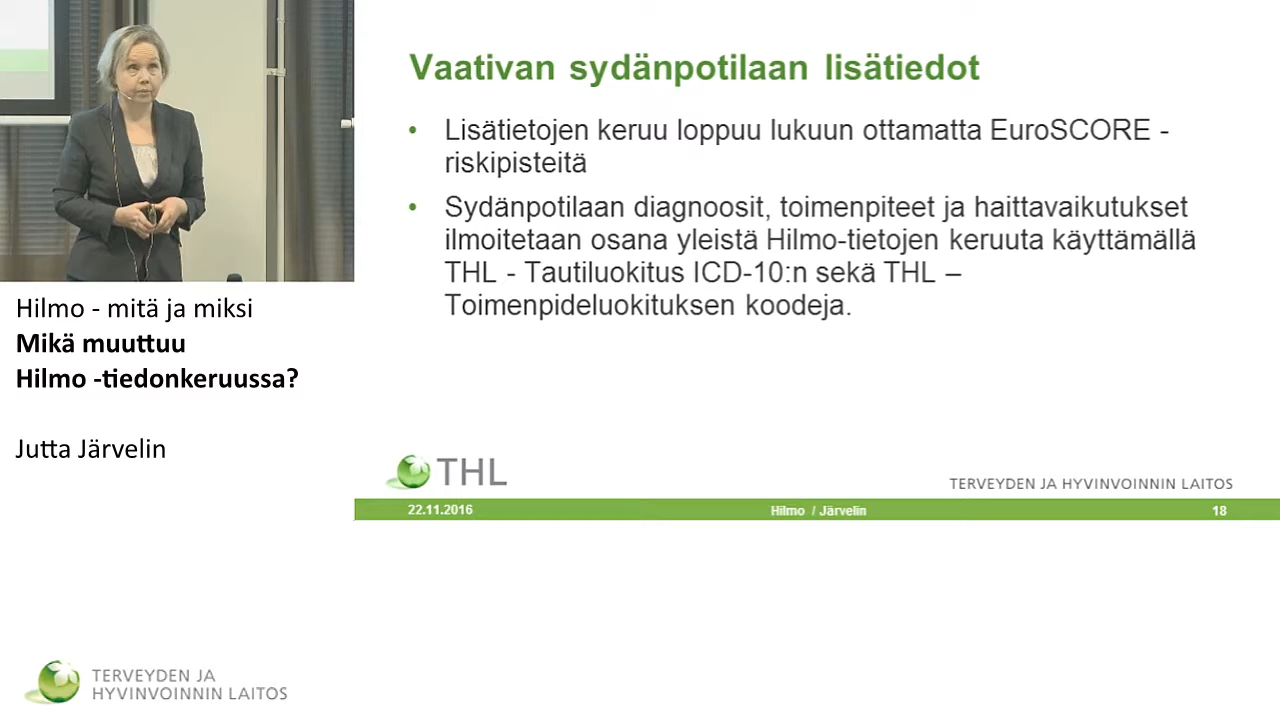 Vaativan sydänpotilaan lisätiedot
• Lisätietojen keruu loppuu lukuun ottamatta EuroSCORE -
riskipisteitä
• Sydänpotilaan diagnoosit, toimenpiteet ja haittavaikutukset
ilmoitetaan osana yleistä Hilmo-tietojen keruuta käyttämällä
THL - Tautiluokitus ICD-10:n sekä THL –
Toimenpideluokituksen koodeja.
Hilmo - mitä ja miksi
Mikä muuttuu
Hilmo -tiedonkeruussa?
Jutta Järvelin
THL
TERVEYDEN JA HYVINVOINNIN LAITOS
22.11.2016 Hilmo / Järvelin 18
TERVEYDEN JA
HYVINVOINNIN LAITOS